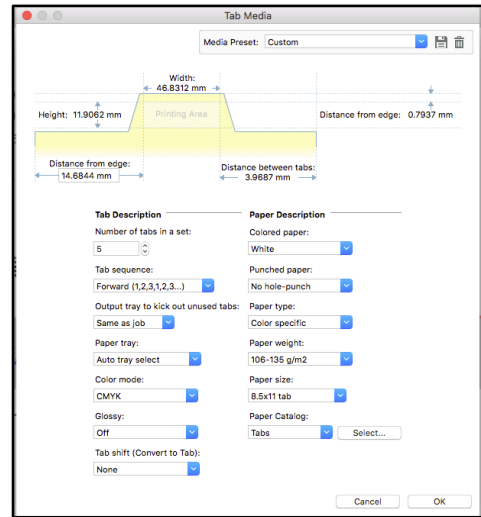 Tab Media
Media Preset: Custom
Width:
46.8312 mm
Height: 11.9062 mm
Printing Area
Distance from edge: 0.7937 mm
Distance from edge:
14.6844 mm
Distance between tabs:
3.9687 mm
Tab Description
Number of tabs in a set:
5
Tab sequence:
Forward (1,2,3,1,2,3...)
Output tray to kick out unused tabs:
Same as job
Paper tray:
Auto tray select
Color mode:
CMYK
Glossy:
Off
Tab shift (Convert to Tab):
None
Paper Description
Colored paper:
White
Punched paper:
No hole-punch
Paper type:
Color specific
Paper weight:
106-135 g/m2
Paper size:
8.5x11 tab
Paper Catalog:
Tabs
Select...
Cancel
OK